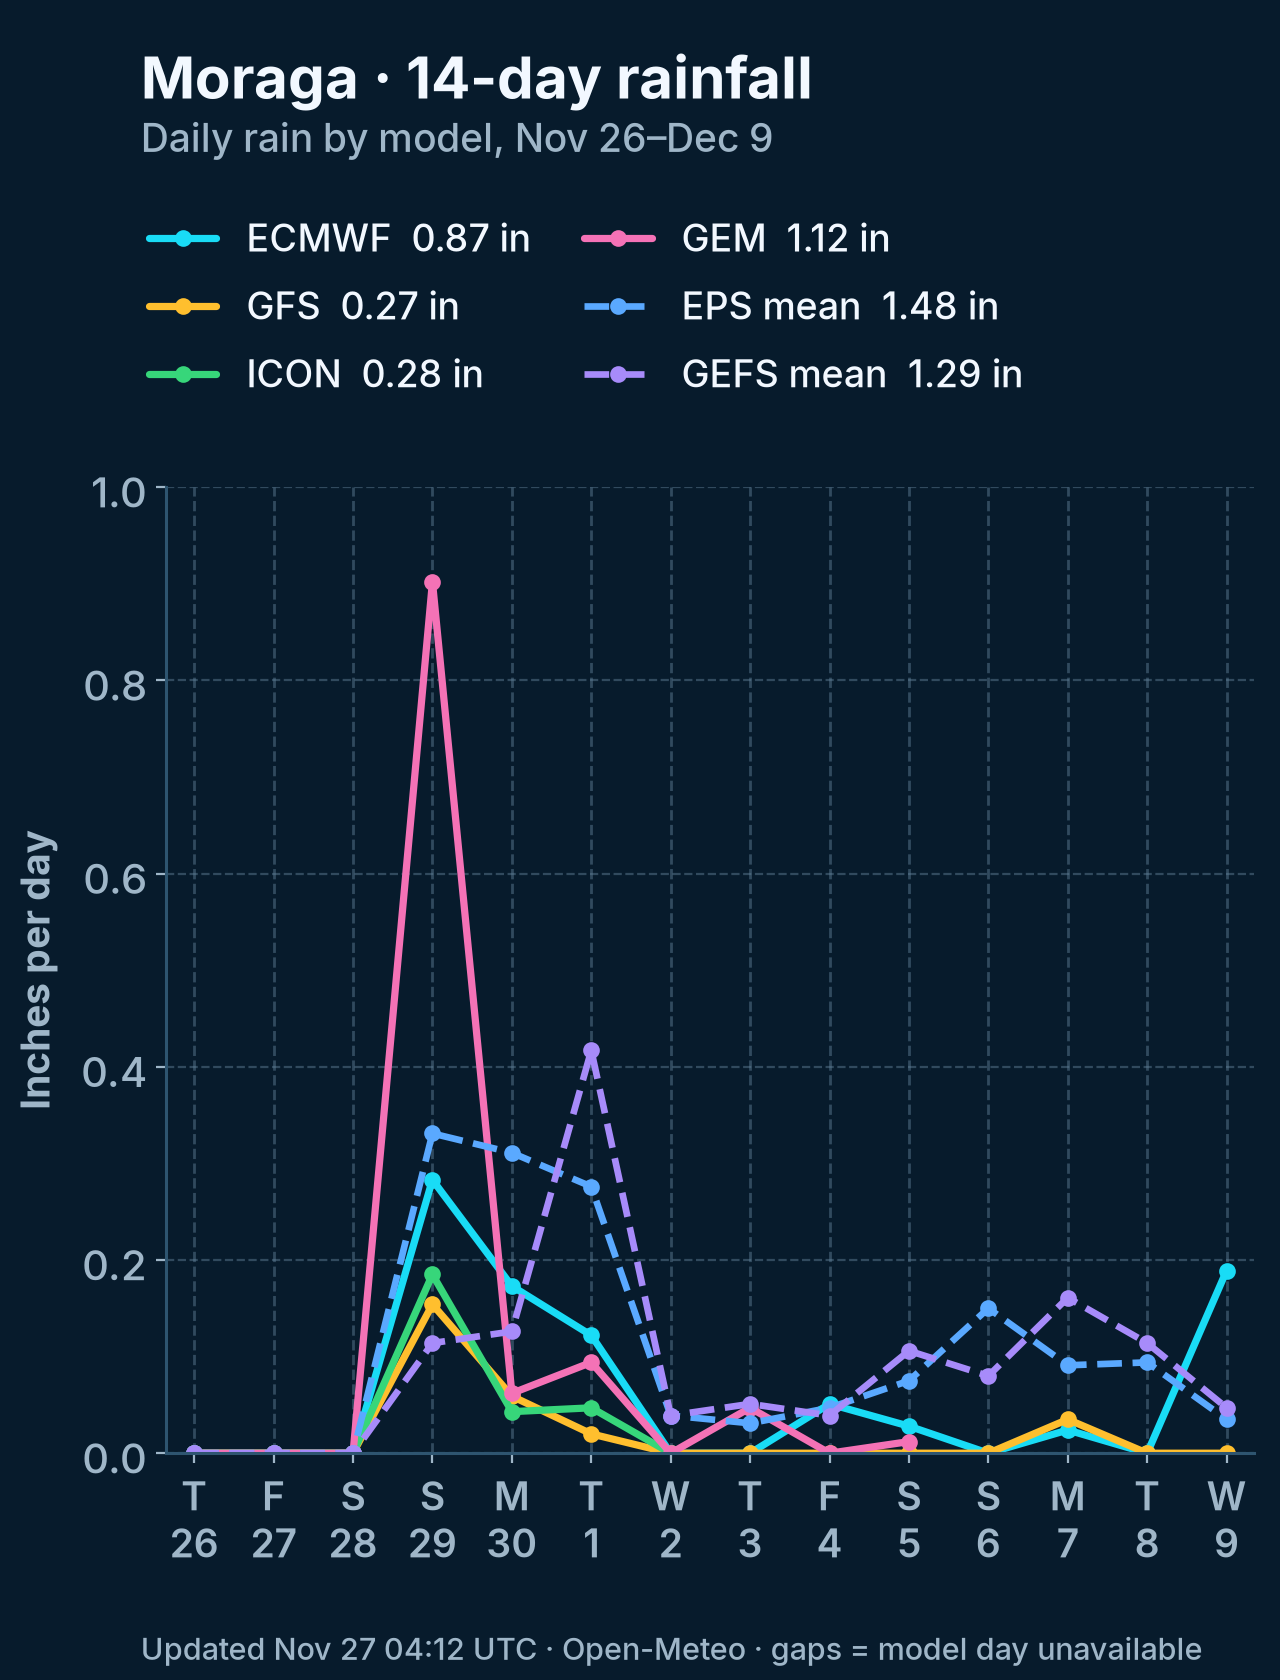 Moraga · 14-day rainfall
Daily rain by model, Nov 26–Dec 9
ECMWF 0.87 in
GEM 1.12 in
GFS 0.27 in
EPS mean 1.48 in
ICON 0.28 in
GEFS mean 1.29 in
Inches per day
1.0
0.8
0.6
0.4
0.2
0.0
T F S S M T W T F S S M T W
26 27 28 29 30 1 2 3 4 5 6 7 8 9
Updated Nov 27 04:12 UTC · Open-Meteo · gaps = model day unavailable